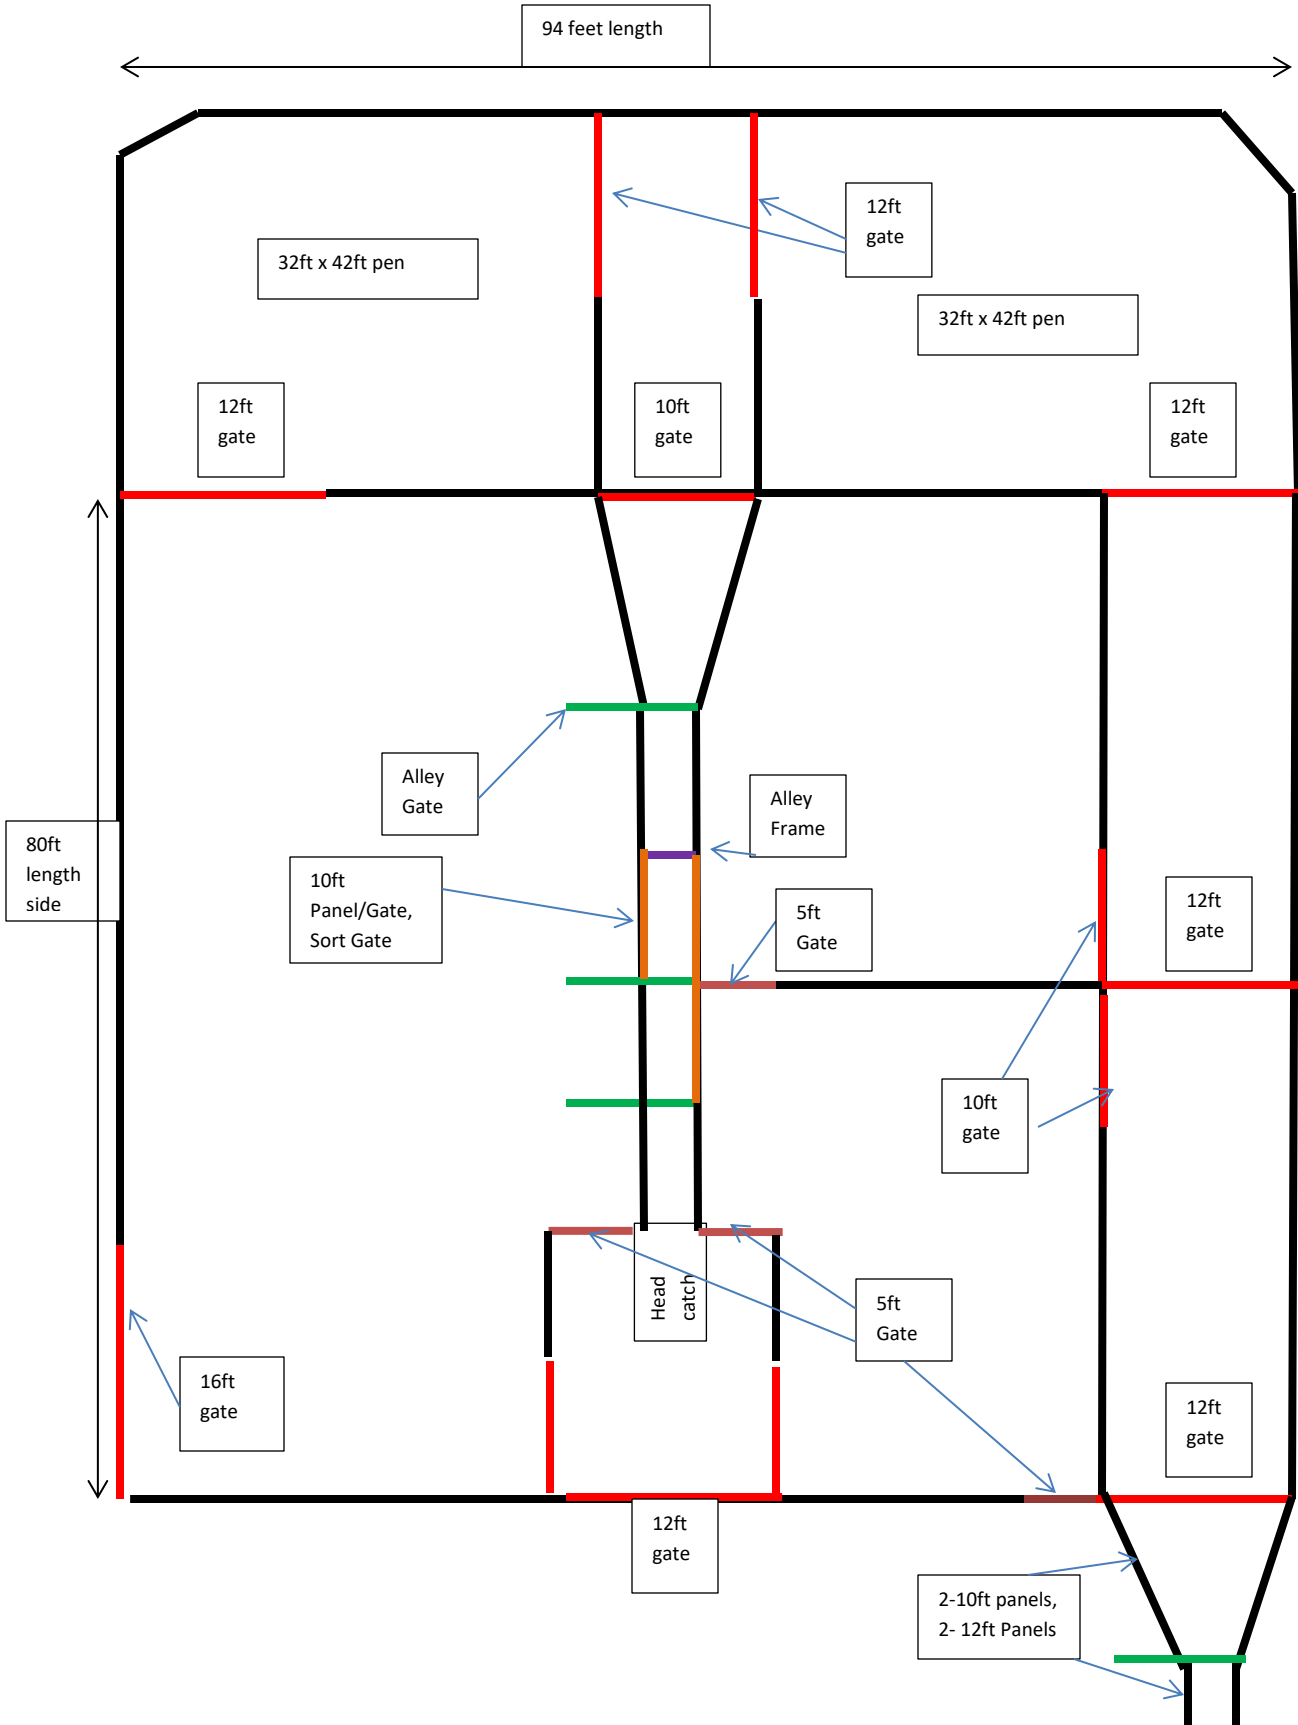 94 feet length
12ft
gate
32ft x 42ft pen
32ft x 42ft pen
12ft
gate
10ft
gate
12ft
gate
Alley
Gate
Alley
Frame
80ft
length
side
10ft
Panel/Gate,
Sort Gate
5ft
Gate
12ft
gate
10ft
gate
Head
catch
5ft
Gate
16ft
gate
12ft
gate
12ft
gate
2-10ft panels,
2- 12ft Panels